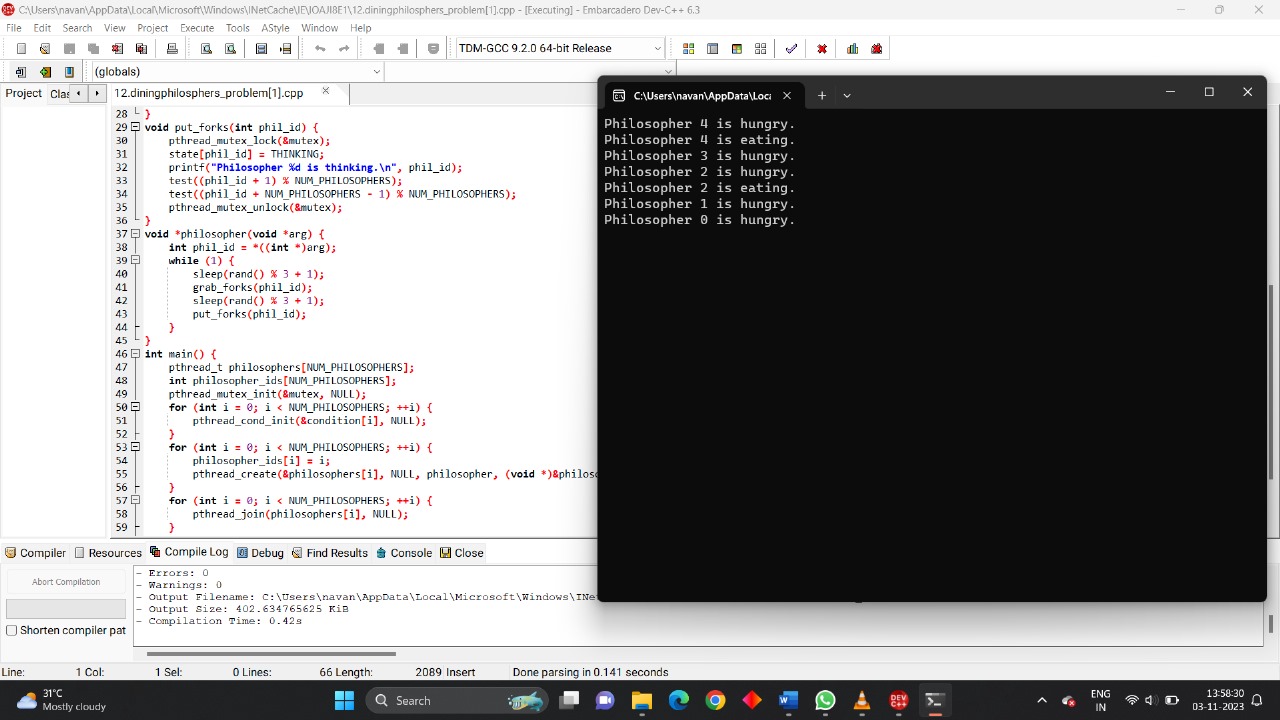 C:\Users\navan\AppData\Local\Microsoft\Windows\INetCache\IE\IOAJI8E1\12.diningphilosphers_problem[1].cpp - [Executing] - Embarcadero Dev-C++ 6.3
File Edit Search View Project Execute Tools AStyle Window Help
TDM-GCC 9.2.0 64-bit Release
(globals)
Project Clas 12.diningphilosphers_problem[1].cpp
28 }
29 void put_forks(int phil_id) {
30 pthread_mutex_lock(&mutex);
31 state[phil_id] = THINKING;
32 printf("Philosopher %d is thinking.\n", phil_id);
33 test((phil_id + 1) % NUM_PHILOSOPHERS);
34 test((phil_id + NUM_PHILOSOPHERS - 1) % NUM_PHILOSOPHERS);
35 pthread_mutex_unlock(&mutex);
36 }
37 void *philosopher(void *arg) {
38 int phil_id = *((int *)arg);
39 while (1) {
40 sleep(rand() % 3 + 1);
41 grab_forks(phil_id);
42 sleep(rand() % 3 + 1);
43 put_forks(phil_id);
44 }
45 }
46 int main() {
47 pthread_t philosophers[NUM_PHILOSOPHERS];
48 int philosopher_ids[NUM_PHILOSOPHERS];
49 pthread_mutex_init(&mutex, NULL);
50 for (int i = 0; i < NUM_PHILOSOPHERS; ++i) {
51 pthread_cond_init(&condition[i], NULL);
52 }
53 for (int i = 0; i < NUM_PHILOSOPHERS; ++i) {
54 philosopher_ids[i] = i;
55 pthread_create(&philosophers[i], NULL, philosopher, (void *)&philoso
56 }
57 for (int i = 0; i < NUM_PHILOSOPHERS; ++i) {
58 pthread_join(philosophers[i], NULL);
59 }
C:\Users\navan\AppData\Loca
Philosopher 4 is hungry.
Philosopher 4 is eating.
Philosopher 3 is hungry.
Philosopher 2 is hungry.
Philosopher 2 is eating.
Philosopher 1 is hungry.
Philosopher 0 is hungry.
Compiler Resources Compile Log Debug Find Results Console Close
Abort Compilation
Shorten compiler pat
- Errors: 0
- Warnings: 0
- Output Filename: C:\Users\navan\AppData\Local\Microsoft\Windows\INe
- Output Size: 402.634765625 KiB
- Compilation Time: 0.42s
Line: 1 Col: 1 Sel: 0 Lines: 66 Length: 2089 Insert Done parsing in 0.141 seconds
31°C
Mostly cloudy
Search
ENG
IN
13:58:30
03-11-2023